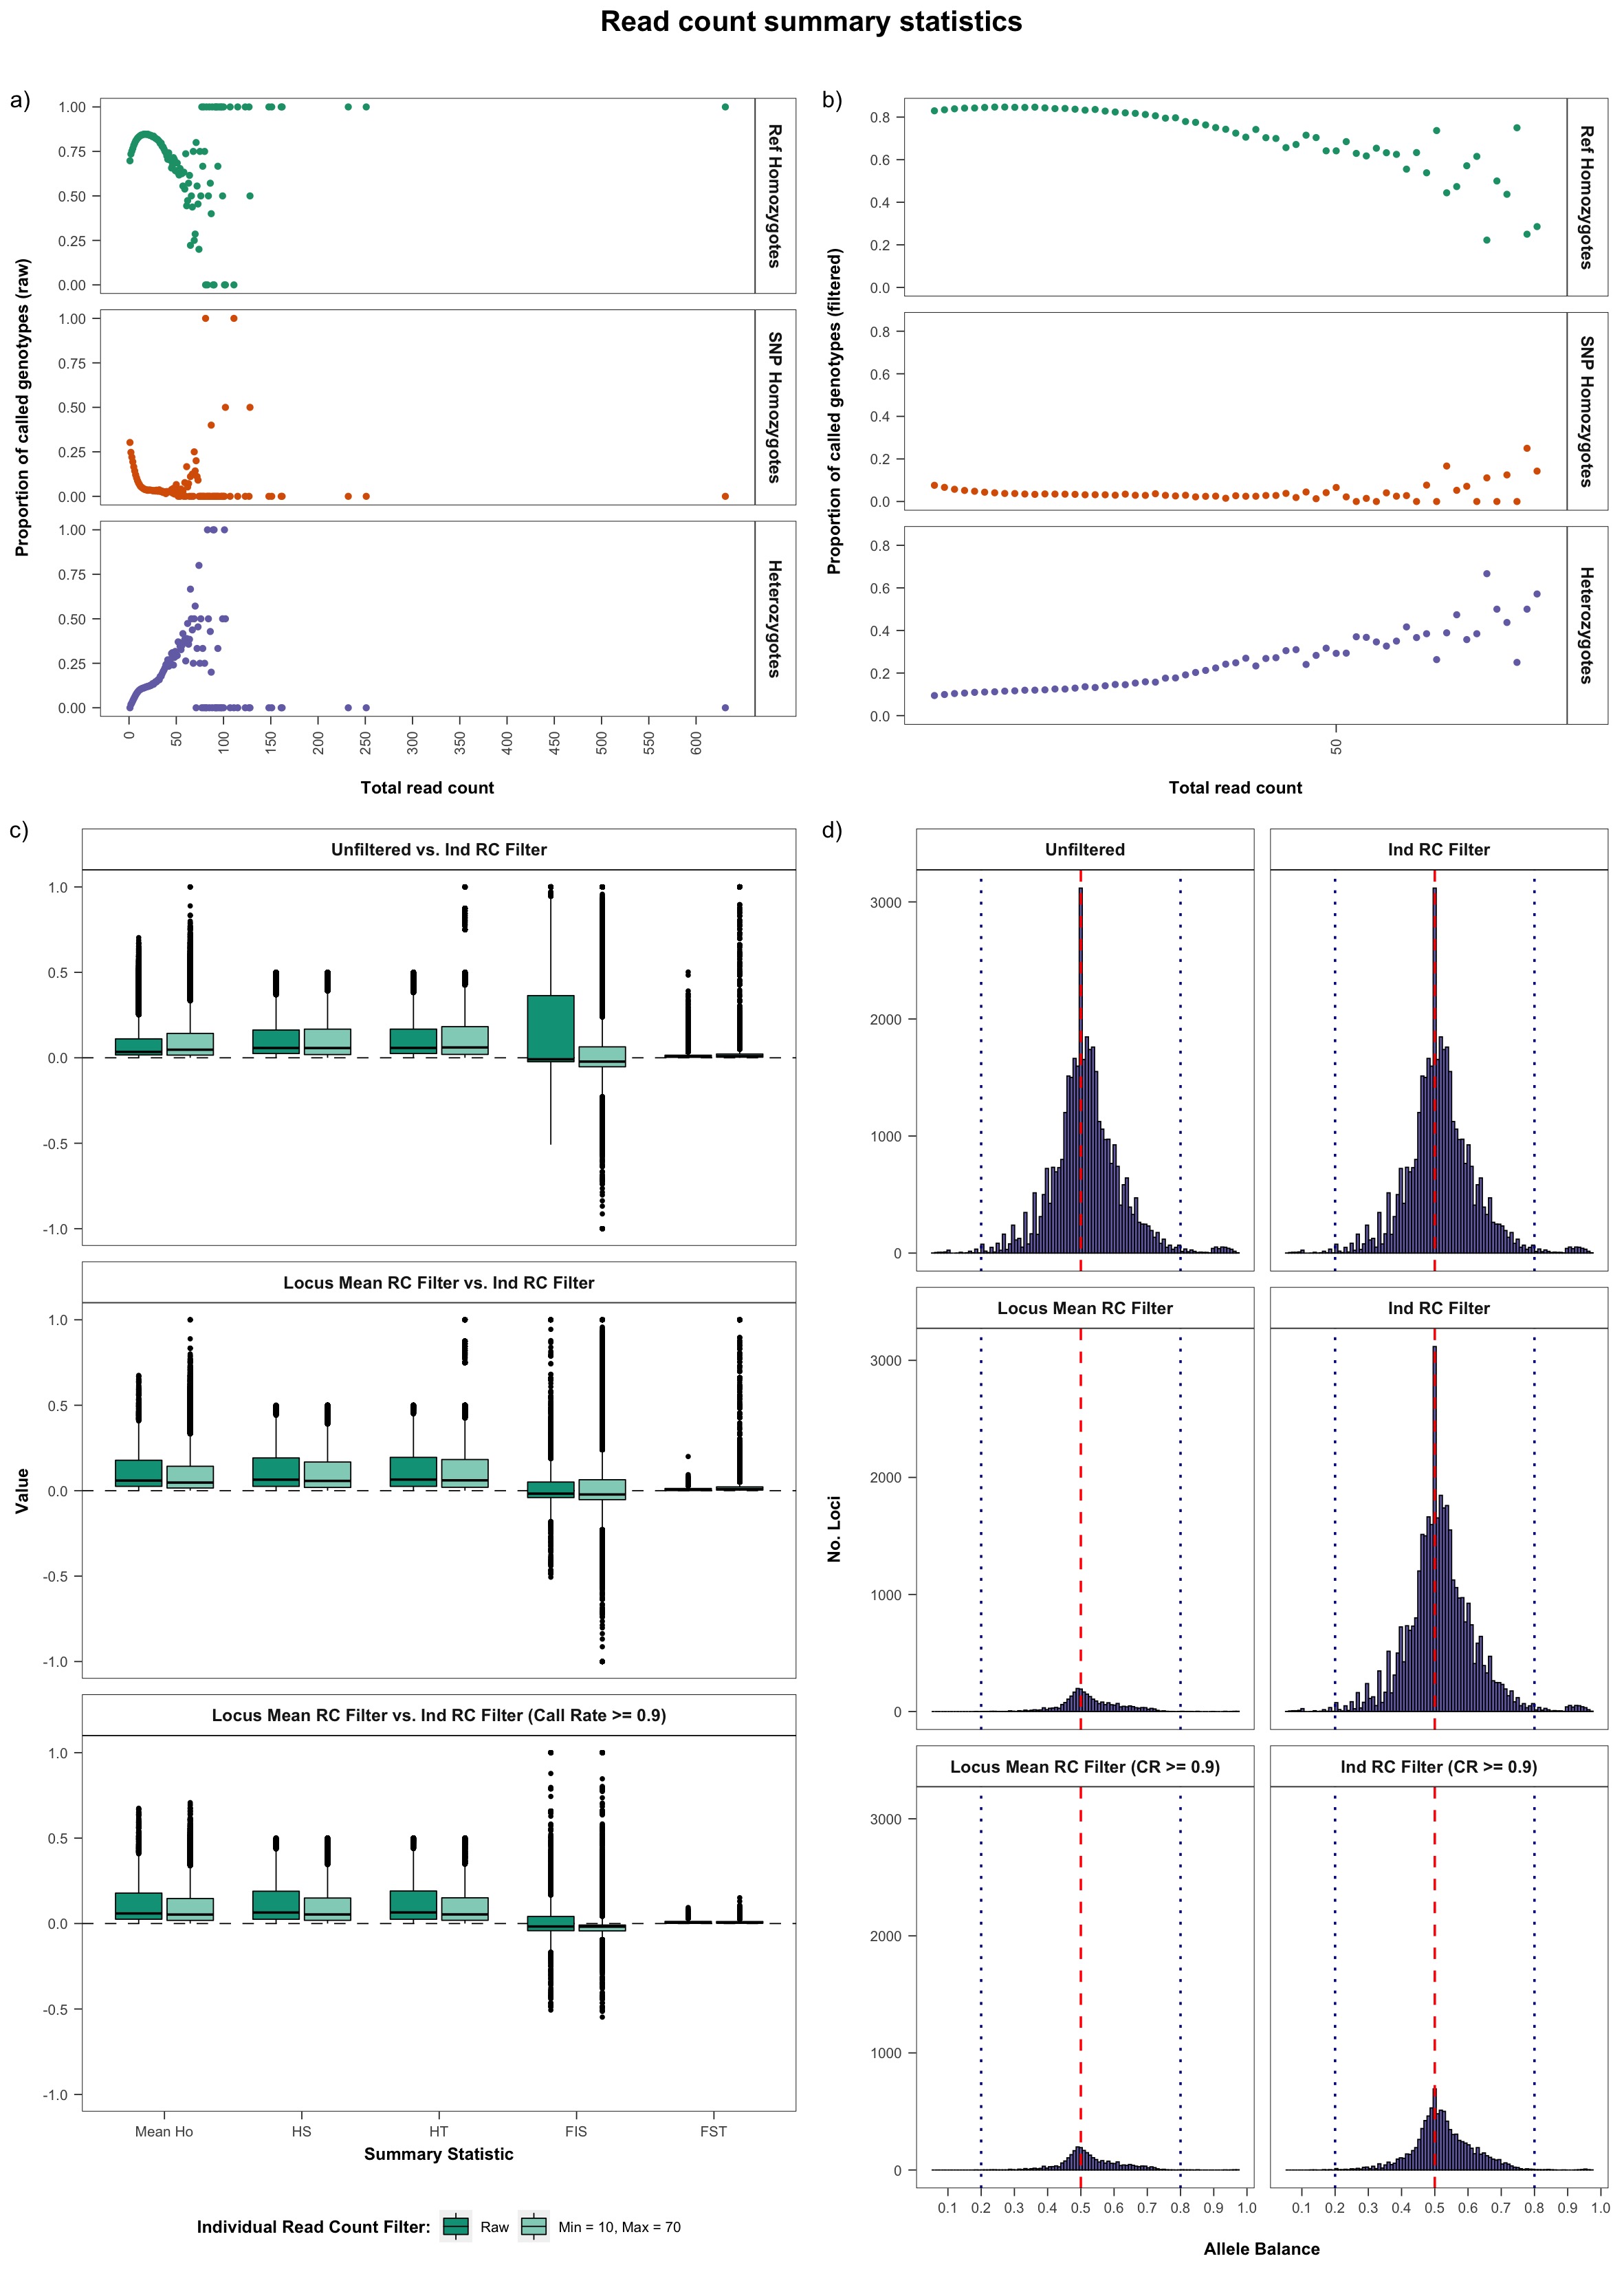 Read count summary statistics
a)
Proportion of called genotypes (raw)
1.00
0.75
0.50
0.25
0.00
Ref Homozygotes
1.00
0.75
0.50
0.25
0.00
SNP Homozygotes
1.00
0.75
0.50
0.25
0.00
Heterozygotes
0 50 100 150 200 250 300 350 400 450 500 550 600
Total read count
b)
Proportion of called genotypes (filtered)
0.8
0.6
0.4
0.2
0.0
Ref Homozygotes
0.8
0.6
0.4
0.2
0.0
SNP Homozygotes
0.8
0.6
0.4
0.2
0.0
Heterozygotes
50
Total read count
c)
Value
Unfiltered vs. Ind RC Filter
1.0
0.5
0.0
-0.5
-1.0
Locus Mean RC Filter vs. Ind RC Filter
1.0
0.5
0.0
-0.5
-1.0
Locus Mean RC Filter vs. Ind RC Filter (Call Rate >= 0.9)
1.0
0.5
0.0
-0.5
-1.0
Mean Ho HS HT FIS FST
Summary Statistic
Individual Read Count Filter: Raw Min = 10, Max = 70
d)
No. Loci
Unfiltered Ind RC Filter
3000
2000
1000
0
Locus Mean RC Filter Ind RC Filter
3000
2000
1000
0
Locus Mean RC Filter (CR >= 0.9) Ind RC Filter (CR >= 0.9)
3000
2000
1000
0
0.1 0.2 0.3 0.4 0.5 0.6 0.7 0.8 0.9 1.0 0.1 0.2 0.3 0.4 0.5 0.6 0.7 0.8 0.9 1.0
Allele Balance